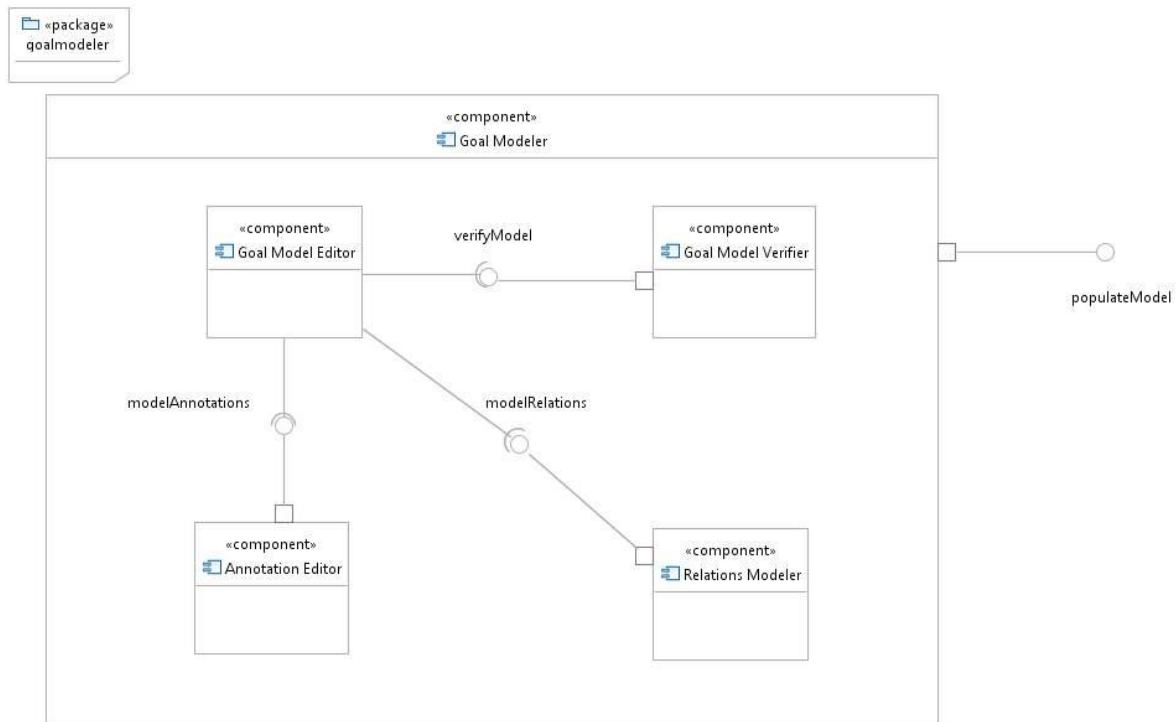 «package»
goalmodeler
«component»
Goal Modeler
«component»
Goal Model Editor
verifyModel
«component»
Goal Model Verifier
populateModel
modelAnnotations
modelRelations
«component»
Annotation Editor
«component»
Relations Modeler